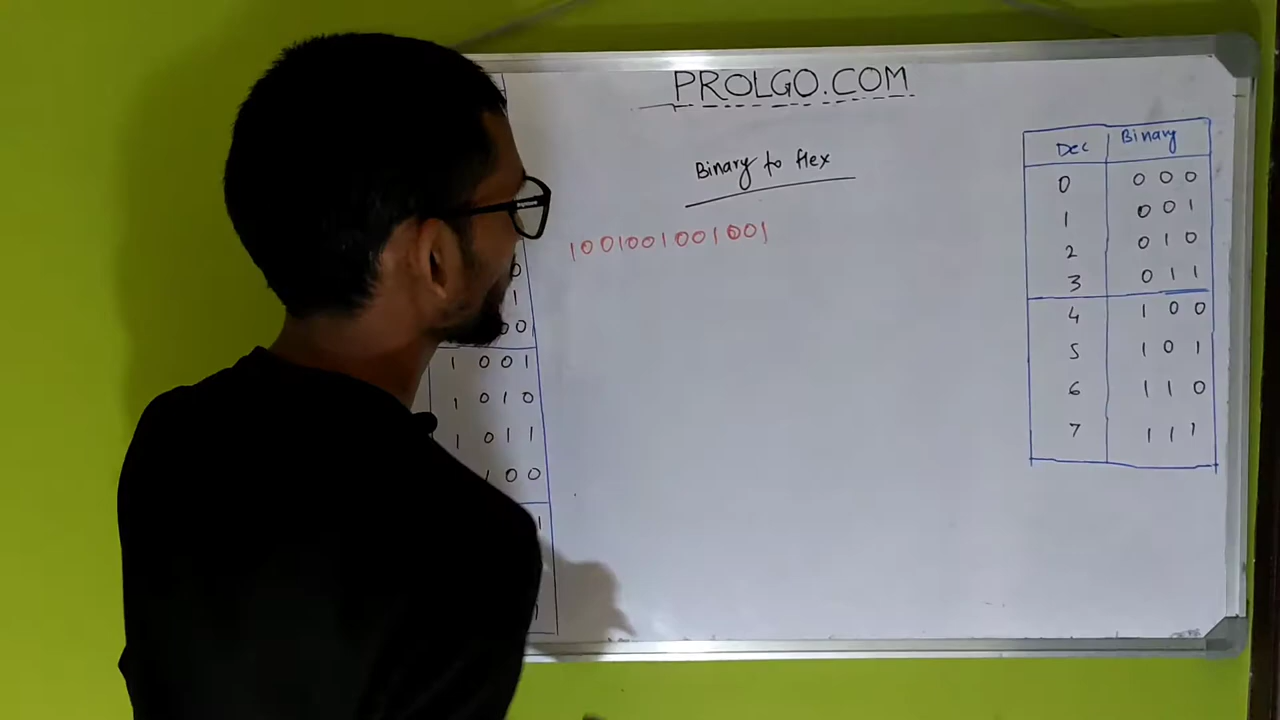 PROLGO.COM
Binary to Hex
1001001001001
Dec Binary
0 0 0 0
1 0 0 1
2 0 1 0
3 0 1 1
4 1 0 0
5 1 0 1
6 1 1 0
7 1 1 1
0
1
0 0
1 0 0 1
1 0 1 0
1 0 1 1
1 0 0
1